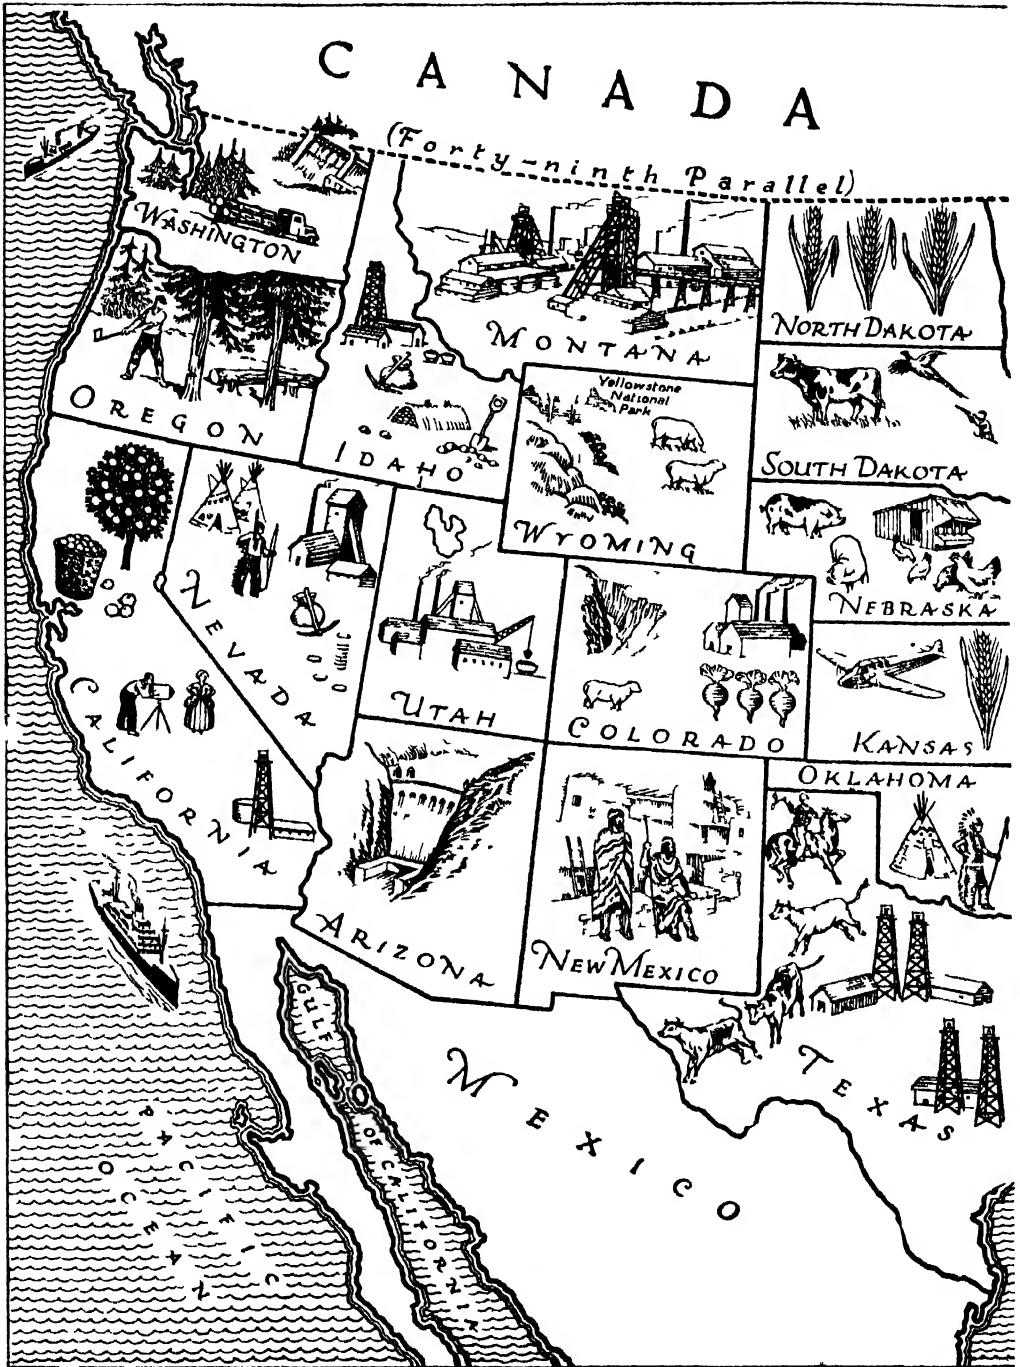 CANADA
(Forty-ninth Parallel)
WASHINGTON
MONTANA
NORTH DAKOTA
OREGON
IDAHO
Yellowstone
National
Park
WYOMING
SOUTH DAKOTA
NEBRASKA
NEVADA
UTAH
COLORADO
KANSAS
CALIFORNIA
OKLAHOMA
ARIZONA
NEW MEXICO
TEXAS
GULF
OF CALIFORNIA
MEXICO
PACIFIC
OCEAN